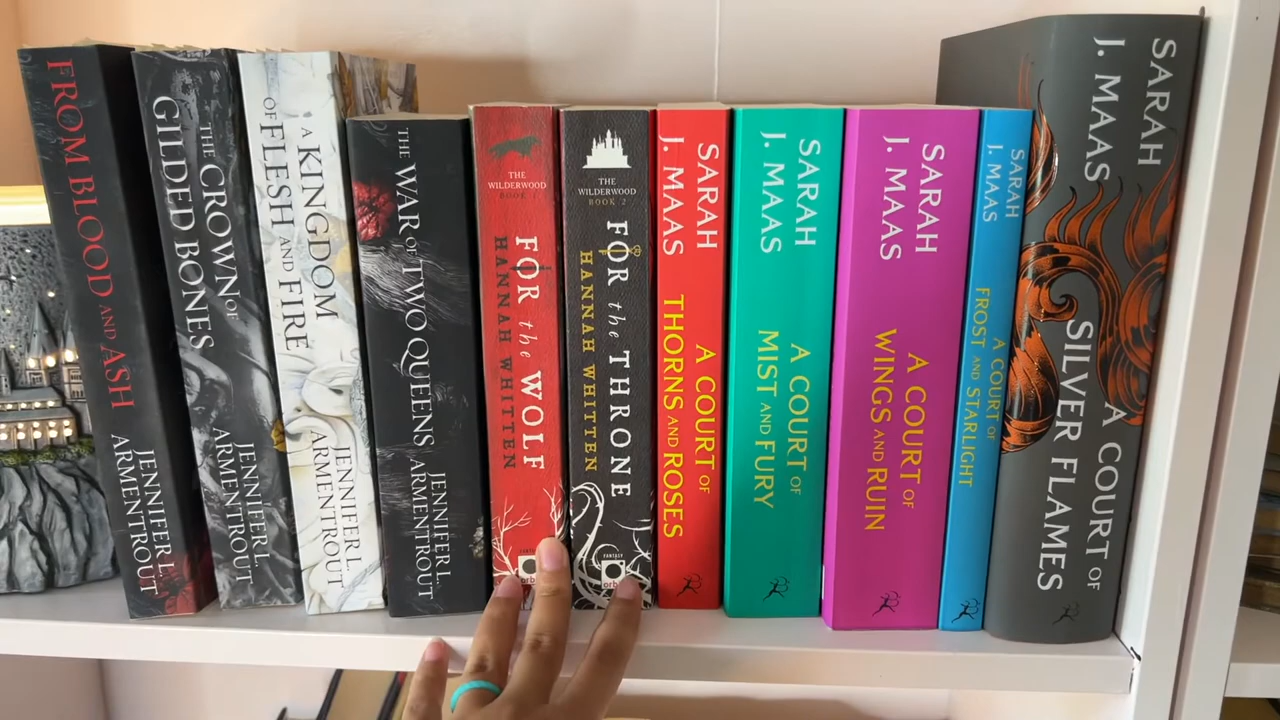 FROM BLOOD AND ASH
JENNIFER L.
ARMENTROUT
THE CROWN OF
GILDED BONES
JENNIFER L.
ARMENTROUT
A KINGDOM
OF FLESH AND FIRE
JENNIFER L.
ARMENTROUT
THE WAR OF TWO QUEENS
JENNIFER L.
ARMENTROUT
THE
WILDERWOOD
BOOK 1
FOR the WOLF
HANNAH WHITTEN
orbit
THE
WILDERWOOD
BOOK 2
FOR the THRONE
HANNAH WHITTEN
FANTASY
orbit
SARAH
J. MAAS
A COURT OF
THORNS AND ROSES
SARAH
J. MAAS
A COURT OF
MIST AND FURY
SARAH
J. MAAS
A COURT OF
WINGS AND RUIN
SARAH
J. MAAS
A COURT OF
FROST AND STARLIGHT
SARAH
J. MAAS
A COURT OF
SILVER FLAMES